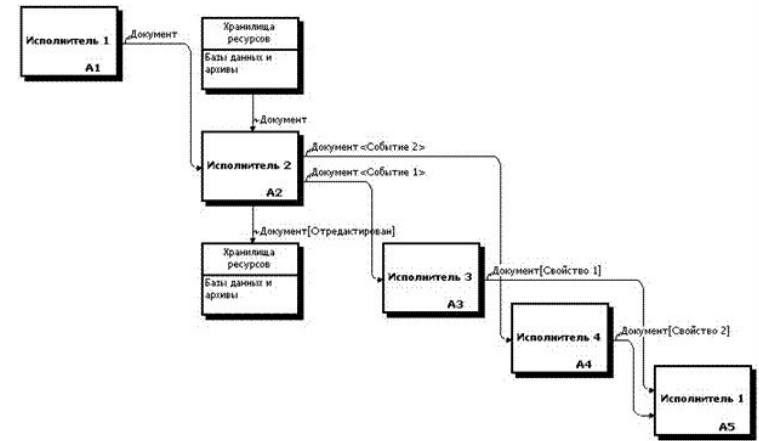 Исполнитель 1
A1
Документ
Хранилища
ресурсов
Базы данных и
архивы
Документ
Исполнитель 2
A2
Документ <Событие 2>
Документ <Событие 1>
Документ[Отредактирован]
Хранилища
ресурсов
Базы данных и
архивы
Исполнитель 3
A3
Документ[Свойство 1]
Исполнитель 4
A4
Документ[Свойство 2]
Исполнитель 1
A5